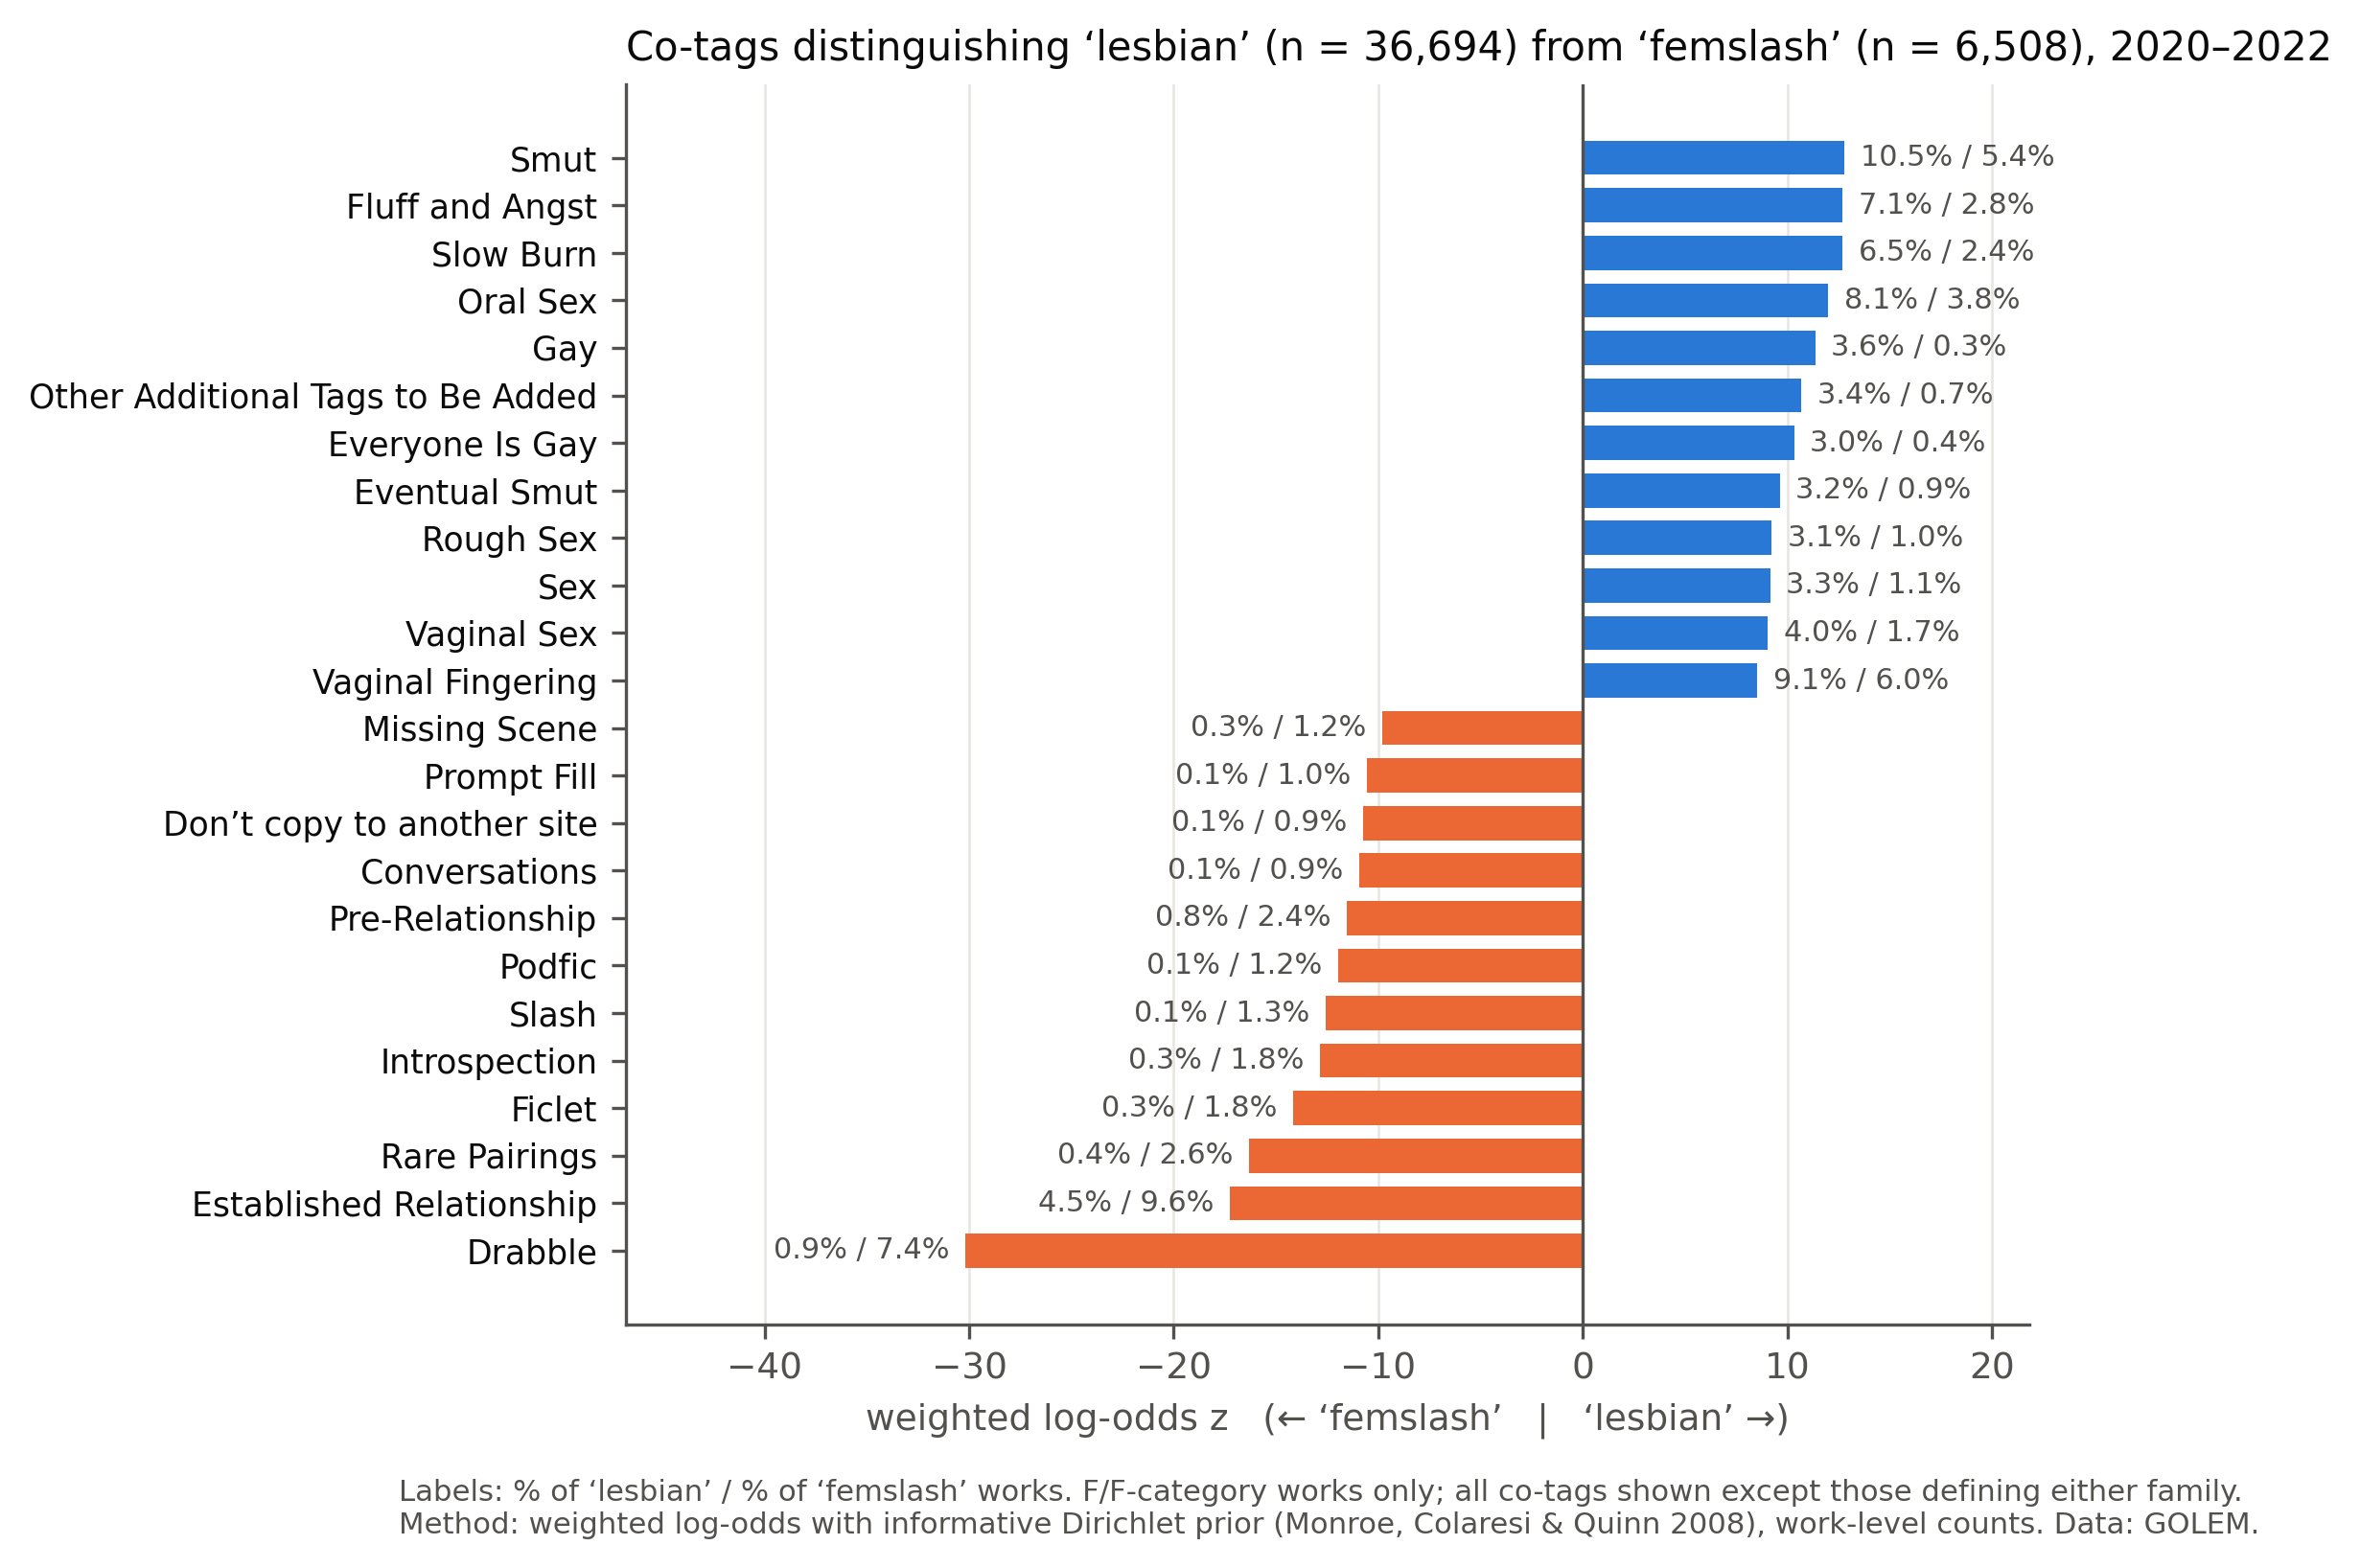 Co-tags distinguishing ‘lesbian’ (n = 36,694) from ‘femslash’ (n = 6,508), 2020–2022
Smut 10.5% / 5.4%
Fluff and Angst 7.1% / 2.8%
Slow Burn 6.5% / 2.4%
Oral Sex 8.1% / 3.8%
Gay 3.6% / 0.3%
Other Additional Tags to Be Added 3.4% / 0.7%
Everyone Is Gay 3.0% / 0.4%
Eventual Smut 3.2% / 0.9%
Rough Sex 3.1% / 1.0%
Sex 3.3% / 1.1%
Vaginal Sex 4.0% / 1.7%
Vaginal Fingering 9.1% / 6.0%
Missing Scene 0.3% / 1.2%
Prompt Fill 0.1% / 1.0%
Don’t copy to another site 0.1% / 0.9%
Conversations 0.1% / 0.9%
Pre-Relationship 0.8% / 2.4%
Podfic 0.1% / 1.2%
Slash 0.1% / 1.3%
Introspection 0.3% / 1.8%
Ficlet 0.3% / 1.8%
Rare Pairings 0.4% / 2.6%
Established Relationship 4.5% / 9.6%
Drabble 0.9% / 7.4%
−40 −30 −20 −10 0 10 20
weighted log-odds z (← ‘femslash’ | ‘lesbian’ →)
Labels: % of ‘lesbian’ / % of ‘femslash’ works. F/F-category works only; all co-tags shown except those defining either family.
Method: weighted log-odds with informative Dirichlet prior (Monroe, Colaresi & Quinn 2008), work-level counts. Data: GOLEM.